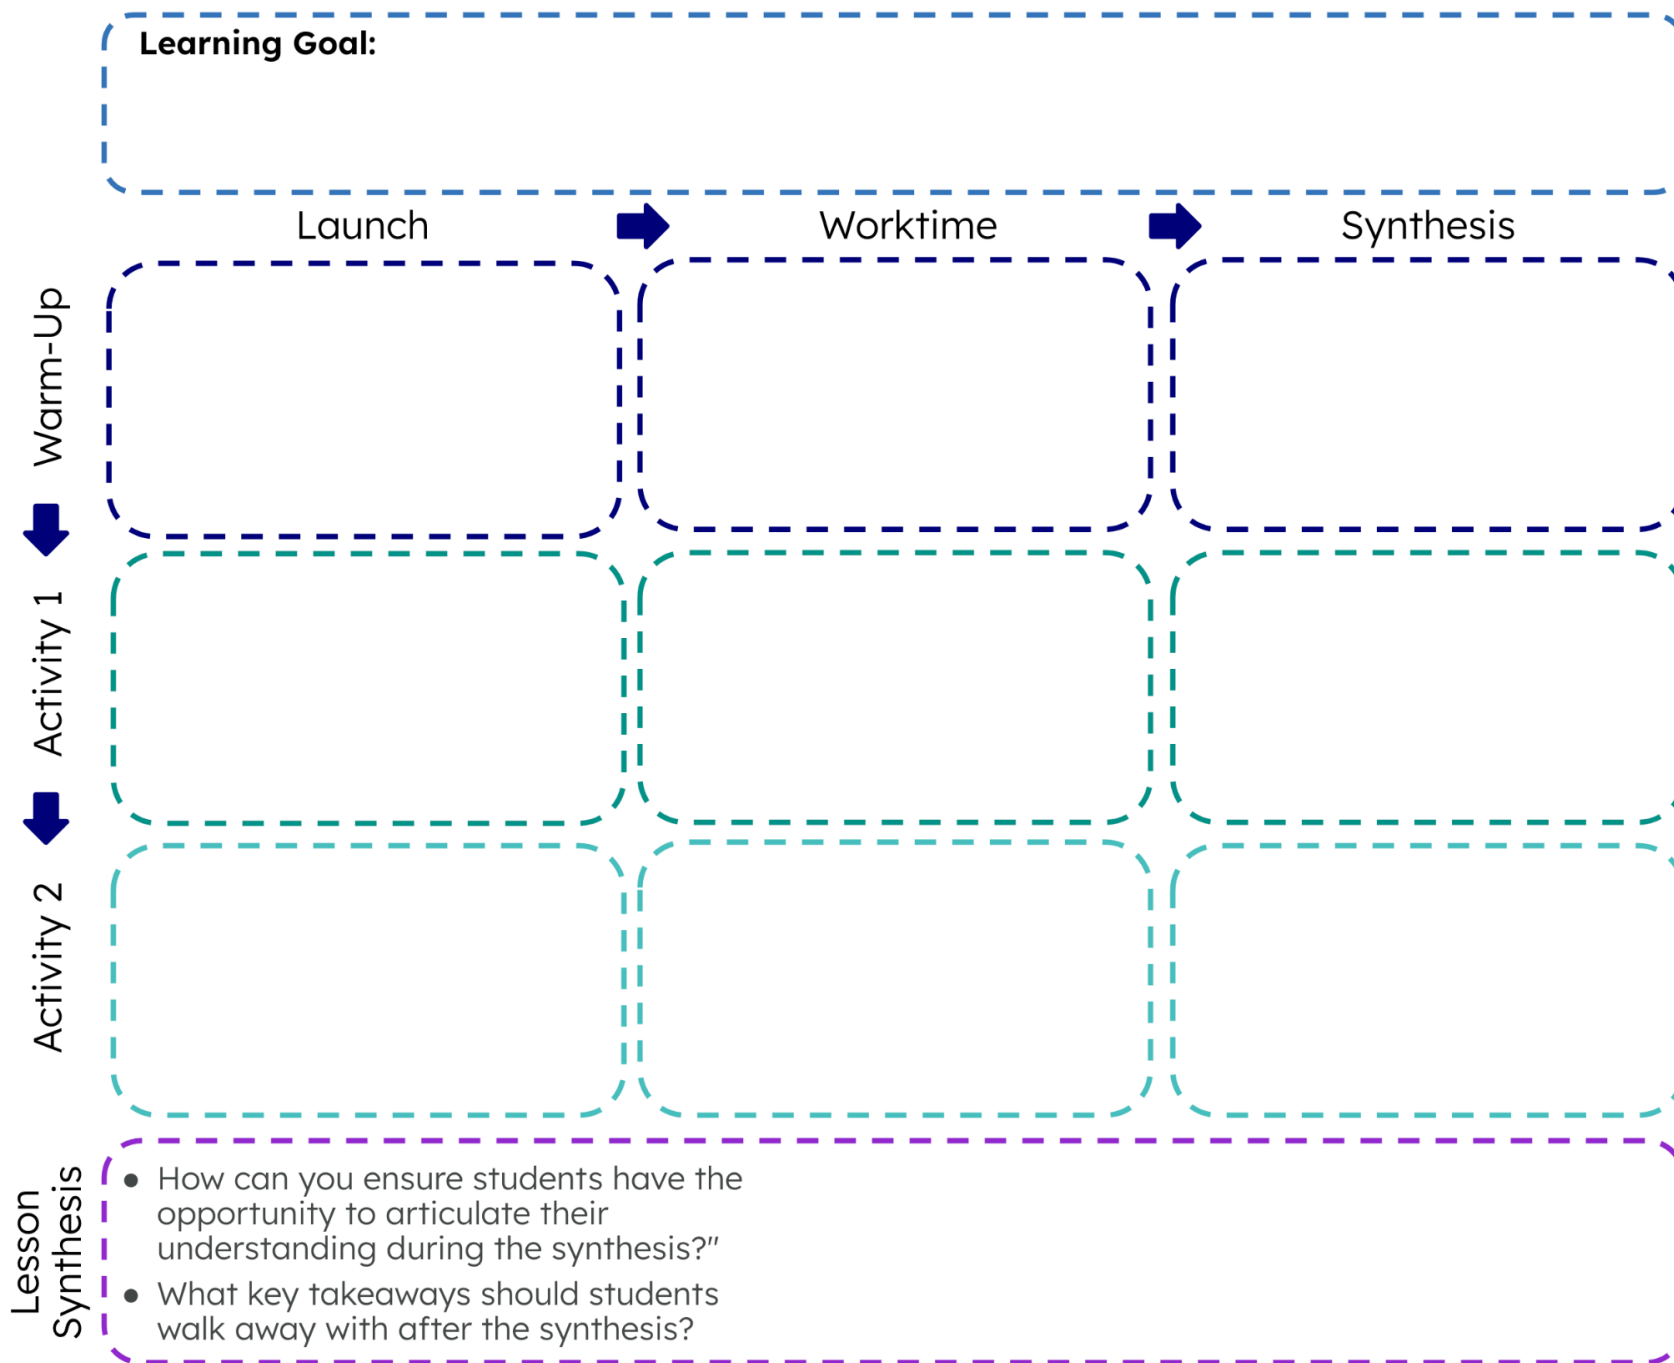 Learning Goal:
Launch
Worktime
Synthesis
Warm-Up
Activity 1
Activity 2
Lesson
Synthesis
● How can you ensure students have the
opportunity to articulate their
understanding during the synthesis?"
● What key takeaways should students
walk away with after the synthesis?